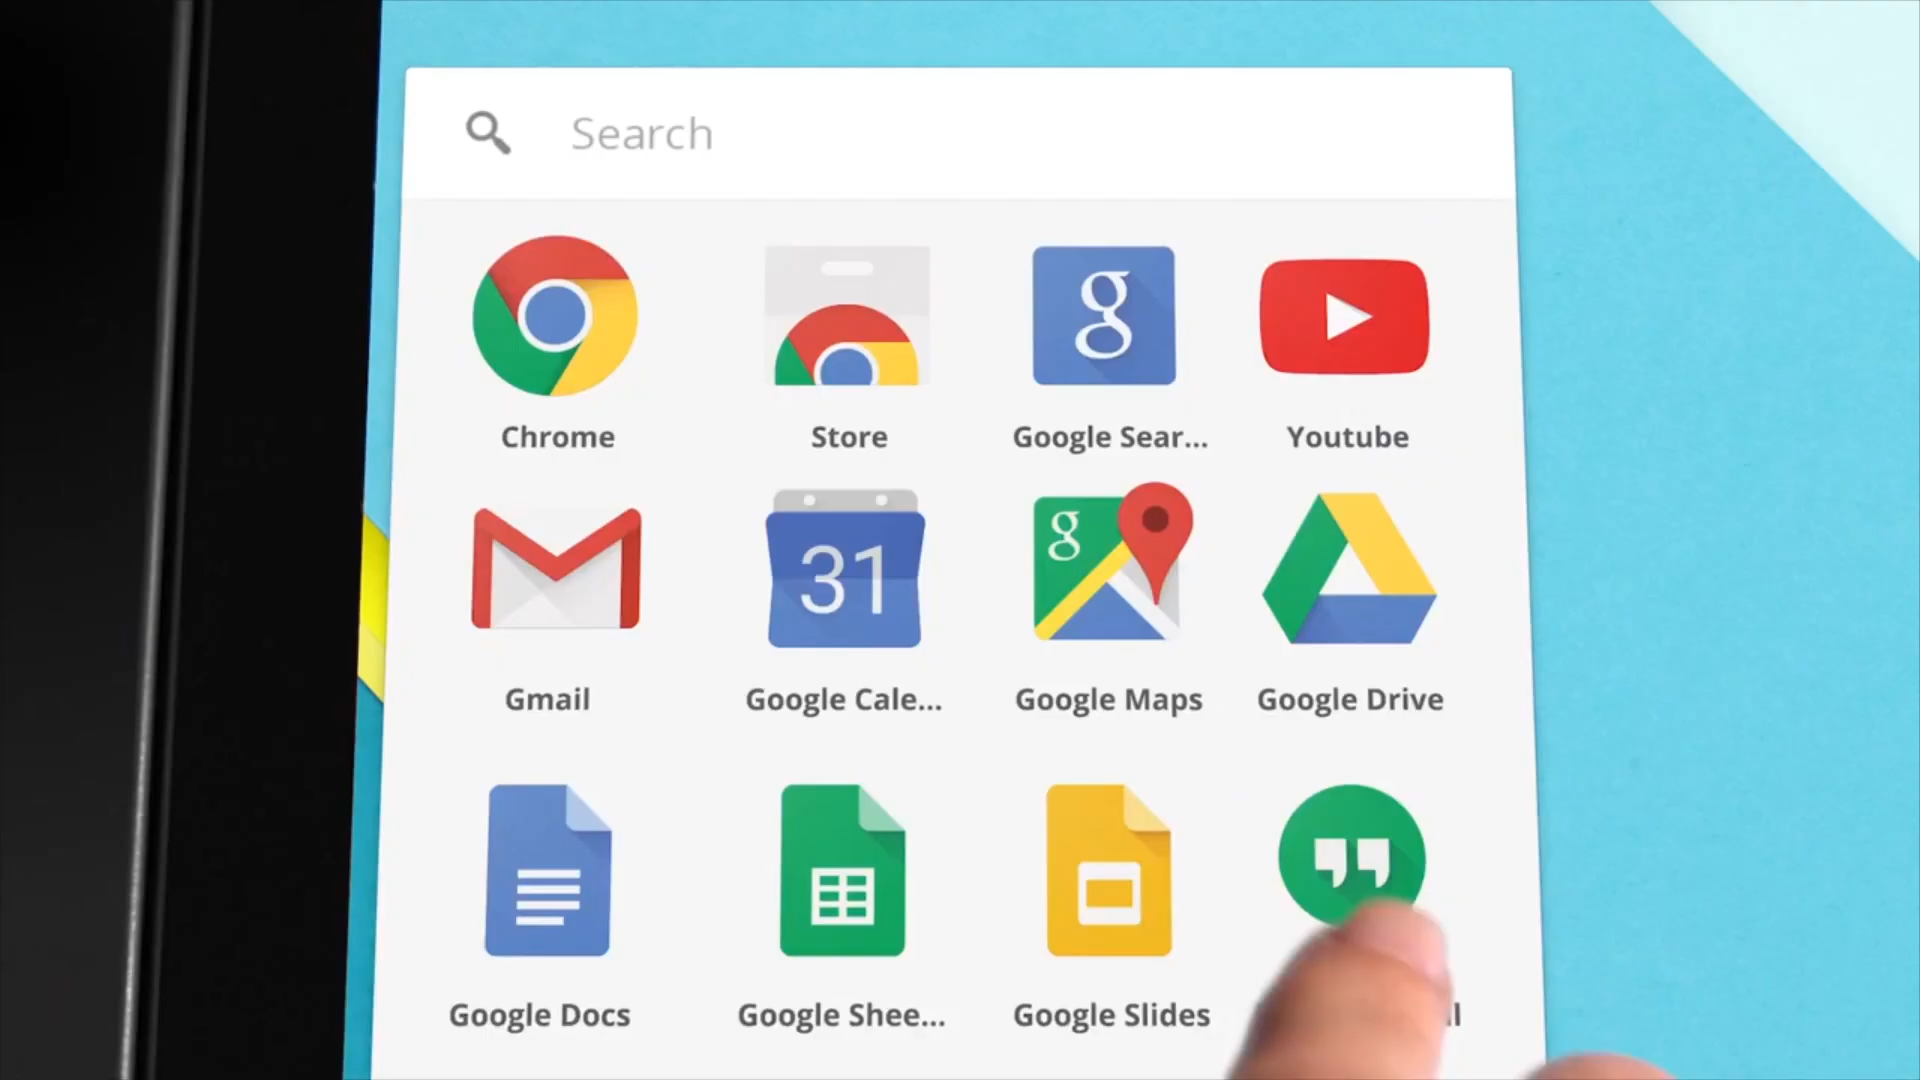 Search
g
Chrome
Store
Google Sear...
Youtube
31
g
Gmail
Google Cale...
Google Maps
Google Drive
Google Docs
Google Shee...
Google Slides